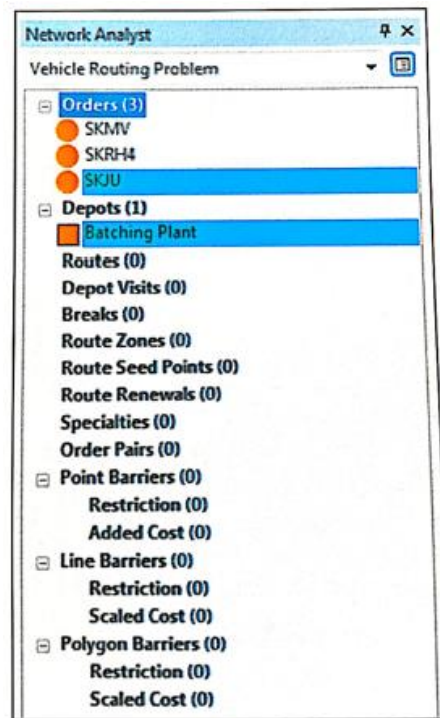 Network Analyst
Vehicle Routing Problem
Orders (3)
SKMV
SKRH4
SKJU
Depots (1)
Batching Plant
Routes (0)
Depot Visits (0)
Breaks (0)
Route Zones (0)
Route Seed Points (0)
Route Renewals (0)
Specialties (0)
Order Pairs (0)
Point Barriers (0)
Restriction (0)
Added Cost (0)
Line Barriers (0)
Restriction (0)
Scaled Cost (0)
Polygon Barriers (0)
Restriction (0)
Scaled Cost (0)